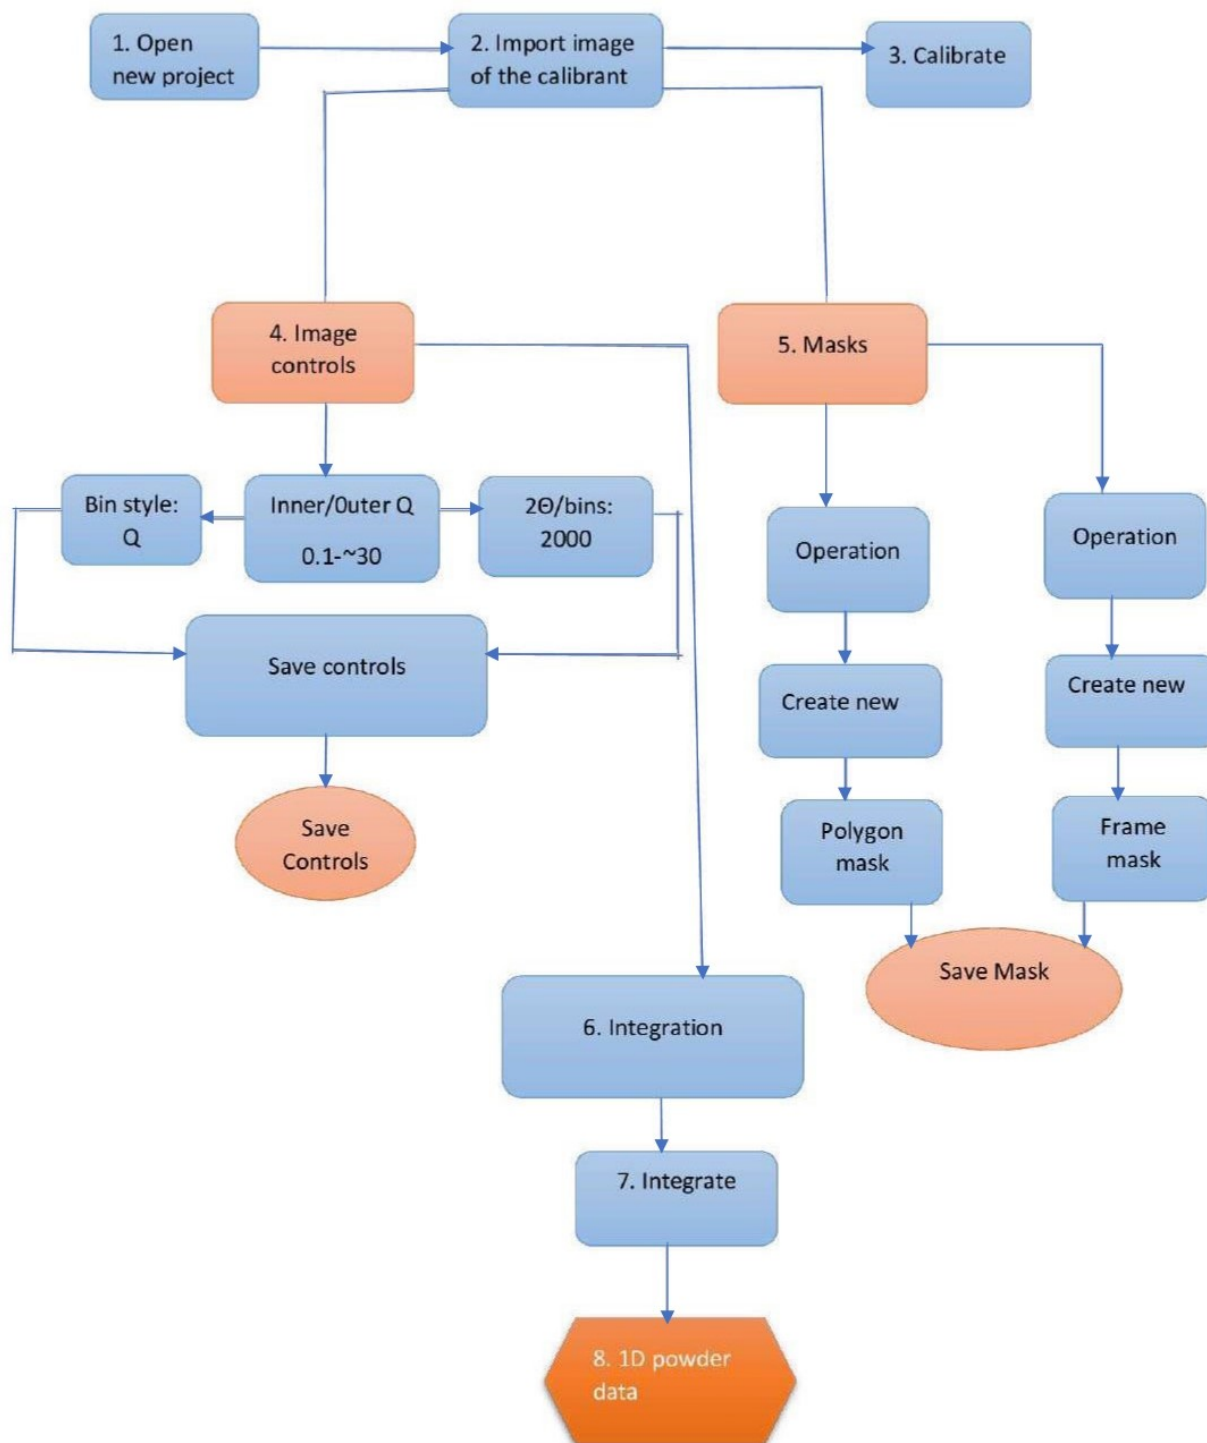 1. Open
new project
2. Import image
of the calibrant
3. Calibrate
4. Image
controls
5. Masks
Bin style:
Q
Inner/0uter Q
0.1-~30
2Θ/bins:
2000
Operation
Operation
Save controls
Create new
Create new
Save
Controls
Polygon
mask
Frame
mask
Save Mask
6. Integration
7. Integrate
8. 1D powder
data